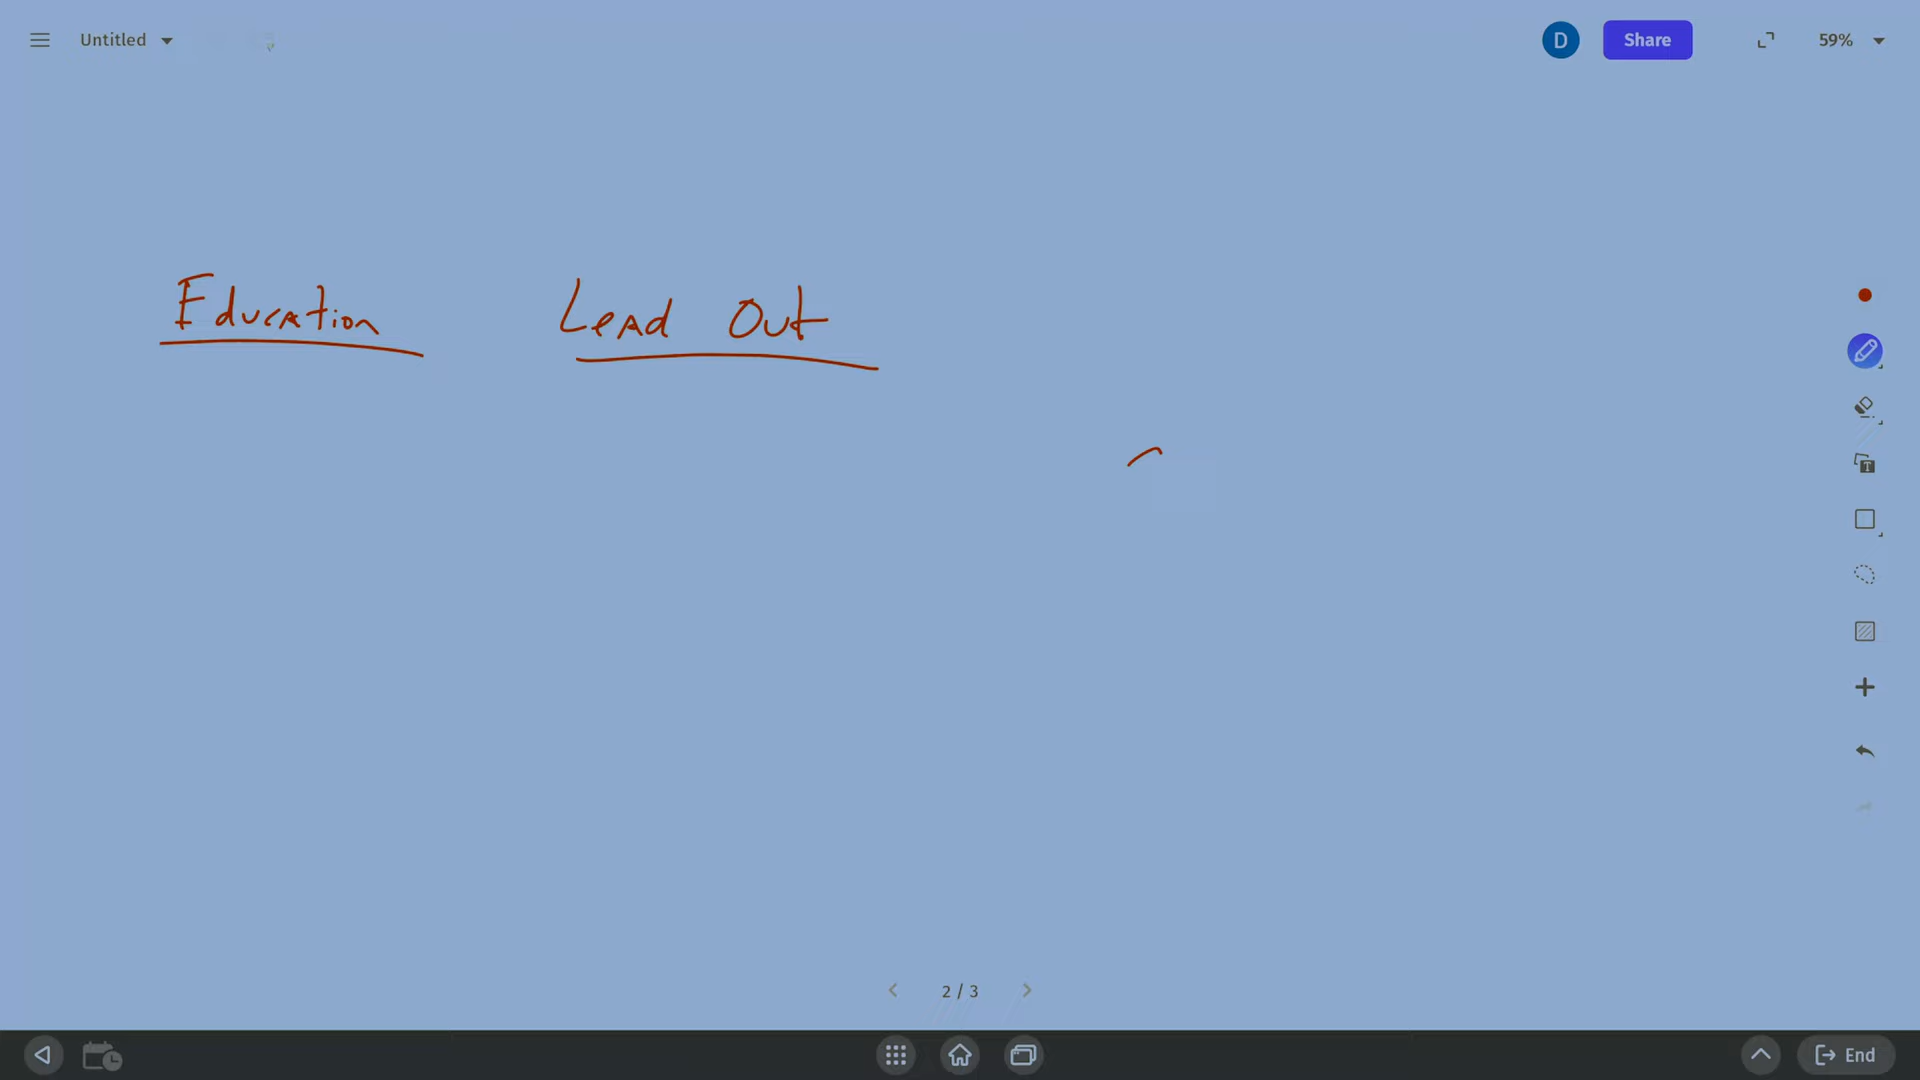 Untitled
D
Share
59%
Education Lead Out
2 / 3
End